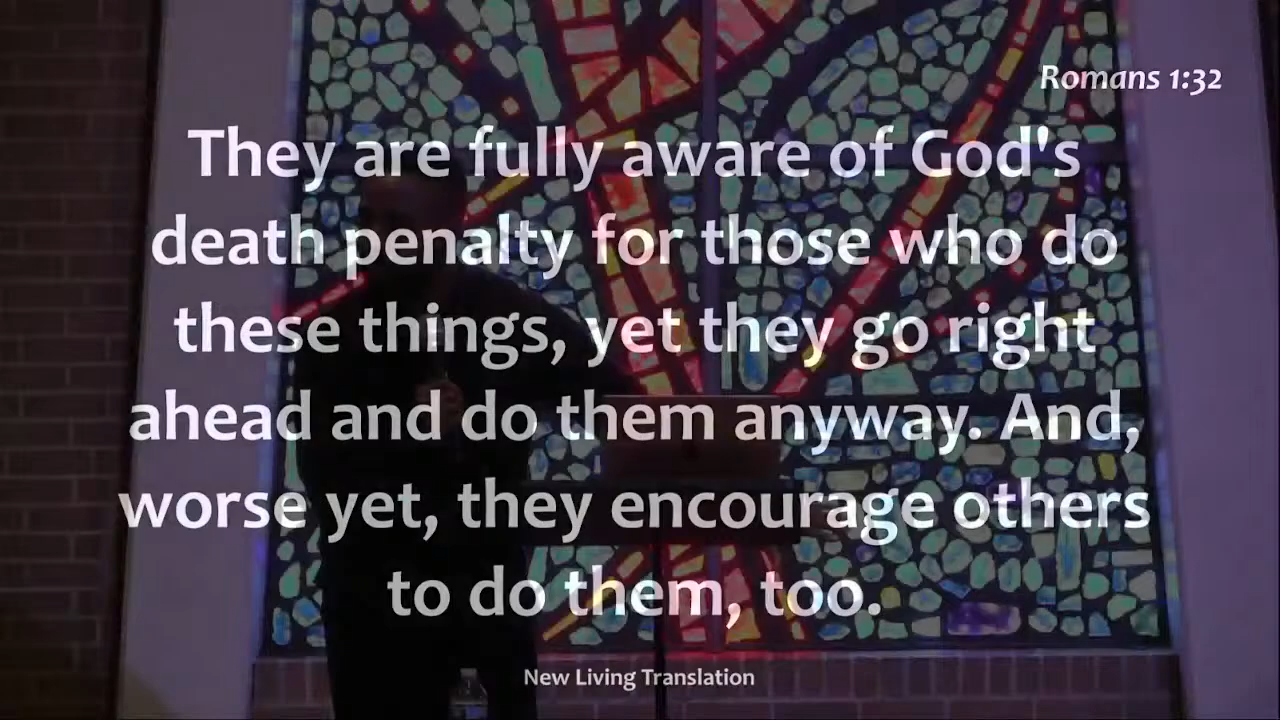 Romans 1:32
They are fully aware of God's
death penalty for those who do
these things, yet they go right
ahead and do them anyway. And,
worse yet, they encourage others
to do them, too.
New Living Translation